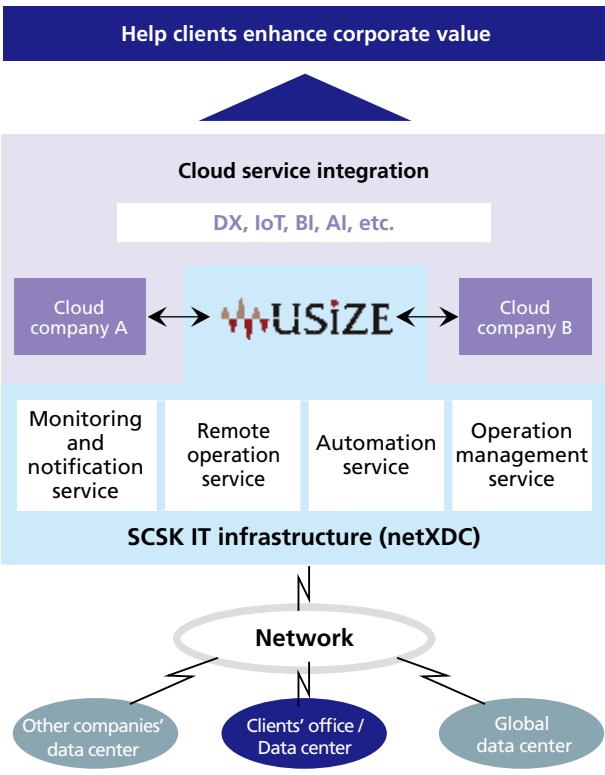 Help clients enhance corporate value
Cloud service integration
DX, IoT, BI, AI, etc.
Cloud
company A
USiZE
Cloud
company B
Monitoring
and
notification
service
Remote
operation
service
Automation
service
Operation
management
service
SCSK IT infrastructure (netXDC)
Network
Other companies’
data center
Clients’ office /
Data center
Global
data center